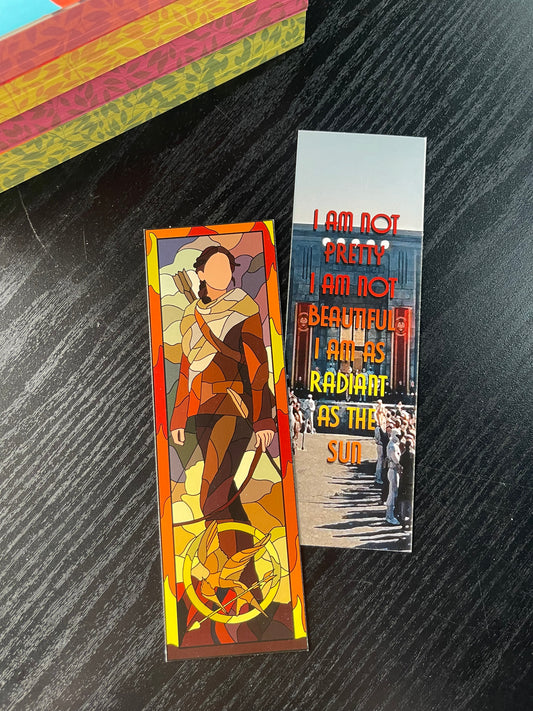 I AM NOT
PRETTY
I AM NOT
BEAUTIFUL
I AM AS
RADIANT
AS THE
SUN